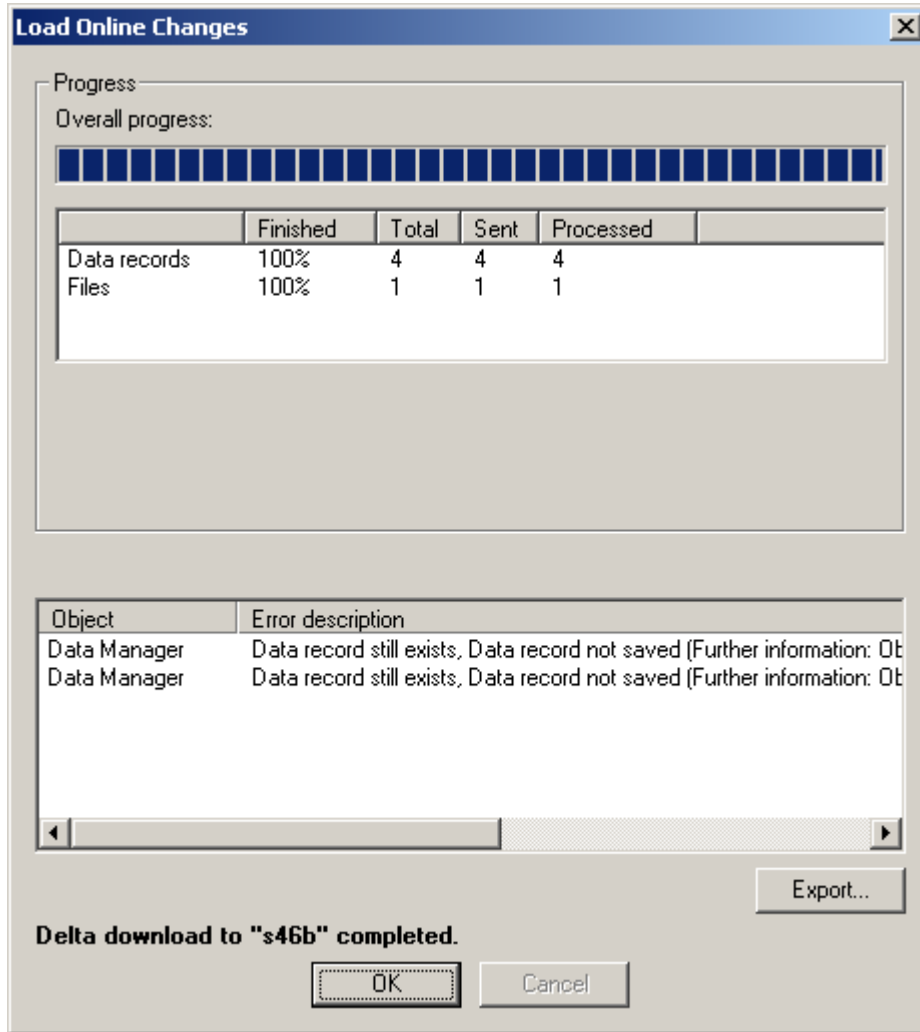 Load Online Changes
Progress
Overall progress:
Finished Total Sent Processed
Data records 100% 4 4 4
Files 100% 1 1 1
Object Error description
Data Manager Data record still exists, Data record not saved (Further information: Ob
Data Manager Data record still exists, Data record not saved (Further information: Ob
Export...
Delta download to "s46b" completed.
OK Cancel